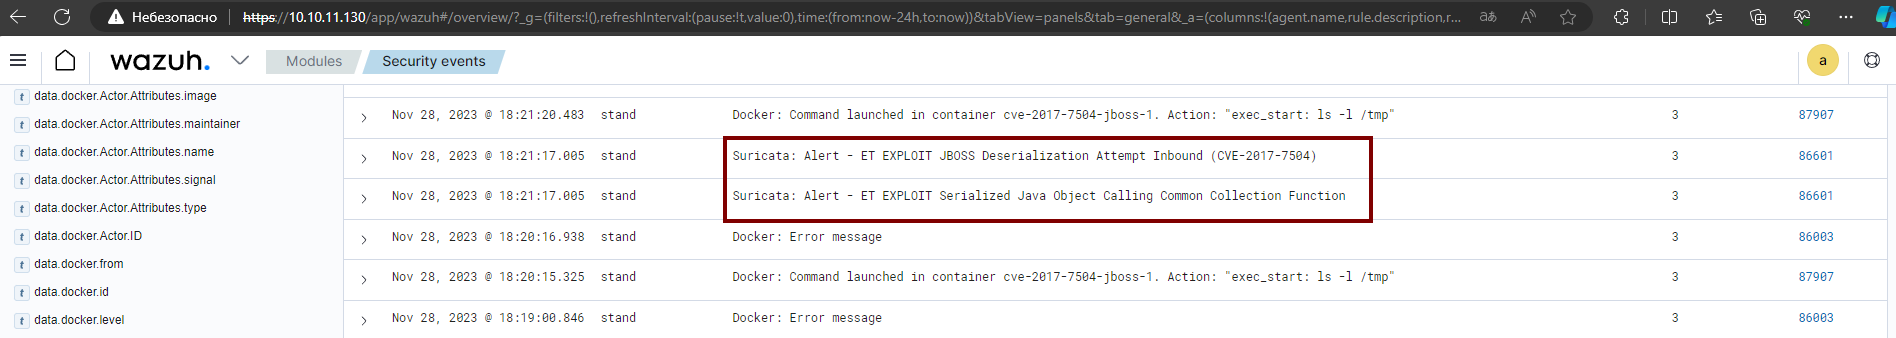 Небезопасно https://10.10.11.130/app/wazuh#/overview/?_g=(filters:!(),refreshInterval:(pause:!t,value:0),time:(from:now-24h,to:now))&tabView=panels&tab=general&_a=(columns:!(agent.name,rule.description,r...
wazuh. Modules Security events a
data.docker.Actor.Attributes.image
data.docker.Actor.Attributes.maintainer
data.docker.Actor.Attributes.name
data.docker.Actor.Attributes.signal
data.docker.Actor.Attributes.type
data.docker.Actor.ID
data.docker.from
data.docker.id
data.docker.level
Nov 28, 2023 @ 18:21:20.483 stand Docker: Command launched in container cve-2017-7504-jboss-1. Action: "exec_start: ls -l /tmp" 3 87907
Nov 28, 2023 @ 18:21:17.005 stand Suricata: Alert - ET EXPLOIT JBOSS Deserialization Attempt Inbound (CVE-2017-7504) 3 86601
Nov 28, 2023 @ 18:21:17.005 stand Suricata: Alert - ET EXPLOIT Serialized Java Object Calling Common Collection Function 3 86601
Nov 28, 2023 @ 18:20:16.938 stand Docker: Error message 3 86003
Nov 28, 2023 @ 18:20:15.325 stand Docker: Command launched in container cve-2017-7504-jboss-1. Action: "exec_start: ls -l /tmp" 3 87907
Nov 28, 2023 @ 18:19:00.846 stand Docker: Error message 3 86003